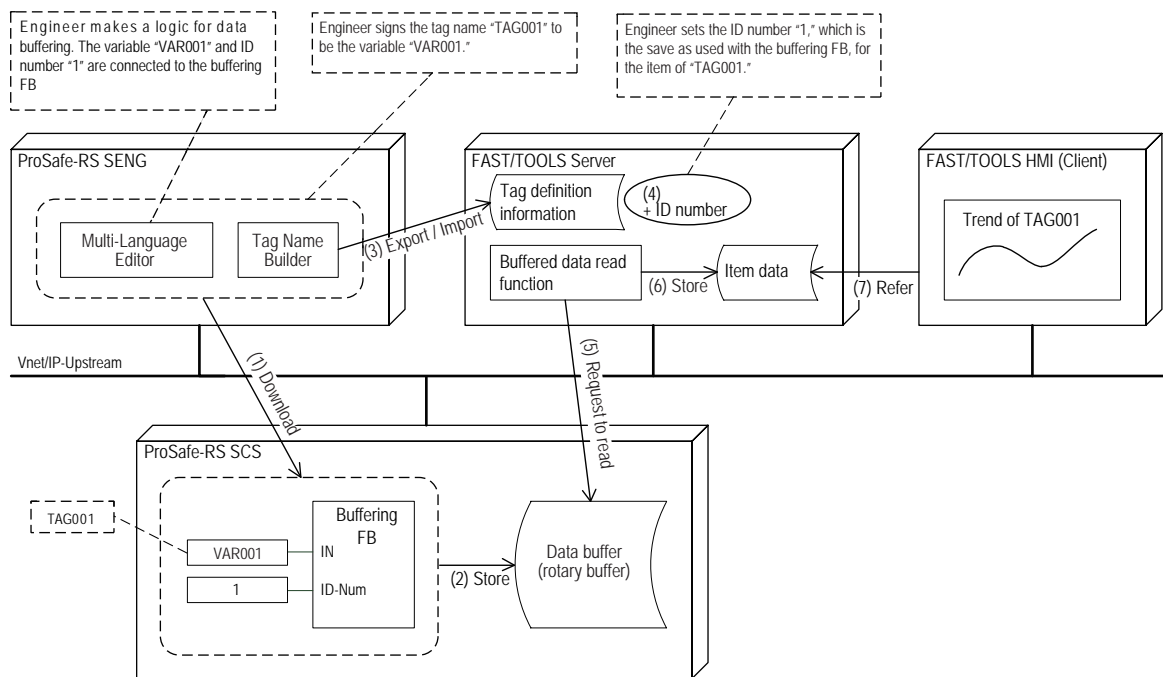 Engineer makes a logic for data
buffering. The variable “VAR001” and ID
number “1” are connected to the buffering
FB
Engineer signs the tag name “TAG001” to
be the variable “VAR001.”
Engineer sets the ID number “1,” which is
the save as used with the buffering FB, for
the item of “TAG001.”
ProSafe-RS SENG
Multi-Language
Editor
Tag Name
Builder
(3) Export / Import
FAST/TOOLS Server
Tag definition
information
(4)
+ ID number
Buffered data read
function
(6) Store
Item data
(7) Refer
FAST/TOOLS HMI (Client)
Trend of TAG001
Vnet/IP-Upstream
(1) Download
(5) Request to read
ProSafe-RS SCS
TAG001
VAR001
1
Buffering
FB
IN
ID-Num
(2) Store
Data buffer
(rotary buffer)